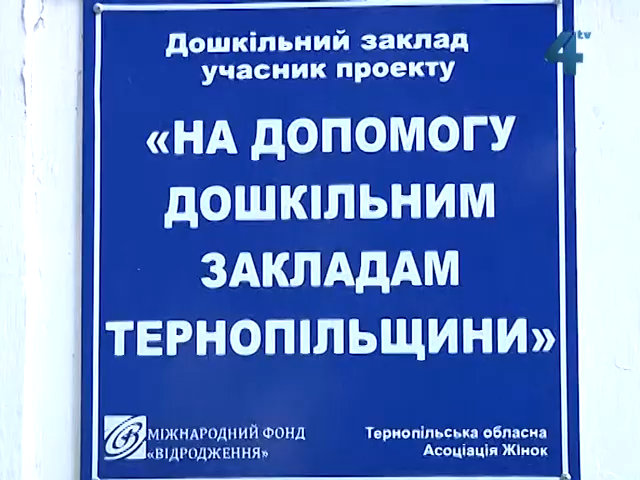 Дошкільний заклад
учасник проекту
«НА ДОПОМОГУ
ДОШКІЛЬНИМ
ЗАКЛАДАМ
ТЕРНОПІЛЬЩИНИ»
МІЖНАРОДНИЙ ФОНД
«ВІДРОДЖЕННЯ»
Тернопільська обласна
Асоціація Жінок
4 tv